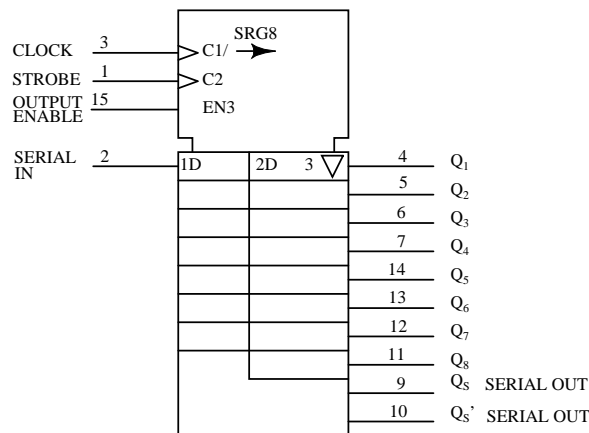 SRG8
CLOCK 3 C1/
STROBE 1 C2
OUTPUT ENABLE 15 EN3
SERIAL IN 2 1D 2D 3 4 Q1
5 Q2
6 Q3
7 Q4
14 Q5
13 Q6
12 Q7
11 Q8
9 QS SERIAL OUT
10 QS' SERIAL OUT